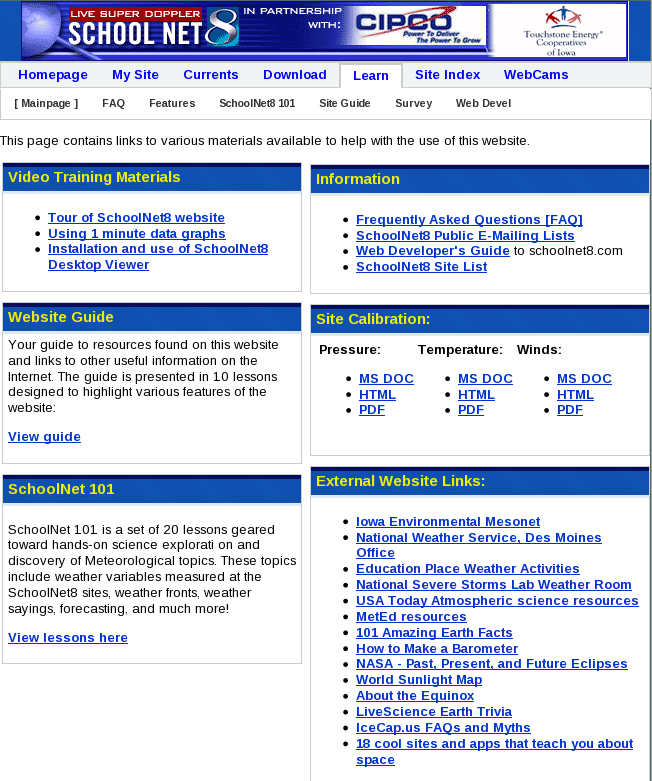 LIVE SUPER DOPPLER
SCHOOL NET 8
IN PARTNERSHIP
WITH:
CIPCO
Power To Deliver
The Power To Grow
Touchstone Energy®
Cooperatives
of Iowa
Homepage My Site Currents Download Learn Site Index WebCams
[ Mainpage ] FAQ Features SchoolNet8 101 Site Guide Survey Web Devel
This page contains links to various materials available to help with the use of this website.
Video Training Materials
Tour of SchoolNet8 website
Using 1 minute data graphs
Installation and use of SchoolNet8
Desktop Viewer
Website Guide
Your guide to resources found on this website
and links to other useful information on the
Internet. The guide is presented in 10 lessons
designed to highlight various features of the
website:
View guide
SchoolNet 101
SchoolNet 101 is a set of 20 lessons geared
toward hands-on science explorati on and
discovery of Meteorological topics. These topics
include weather variables measured at the
SchoolNet8 sites, weather fronts, weather
sayings, forecasting, and much more!
View lessons here
Information
Frequently Asked Questions [FAQ]
SchoolNet8 Public E-Mailing Lists
Web Developer's Guide to schoolnet8.com
SchoolNet8 Site List
Site Calibration:
Pressure: Temperature: Winds:
MS DOC MS DOC MS DOC
HTML HTML HTML
PDF PDF PDF
External Website Links:
Iowa Environmental Mesonet
National Weather Service, Des Moines
Office
Education Place Weather Activities
National Severe Storms Lab Weather Room
USA Today Atmospheric science resources
MetEd resources
101 Amazing Earth Facts
How to Make a Barometer
NASA - Past, Present, and Future Eclipses
World Sunlight Map
About the Equinox
LiveScience Earth Trivia
IceCap.us FAQs and Myths
18 cool sites and apps that teach you about
space